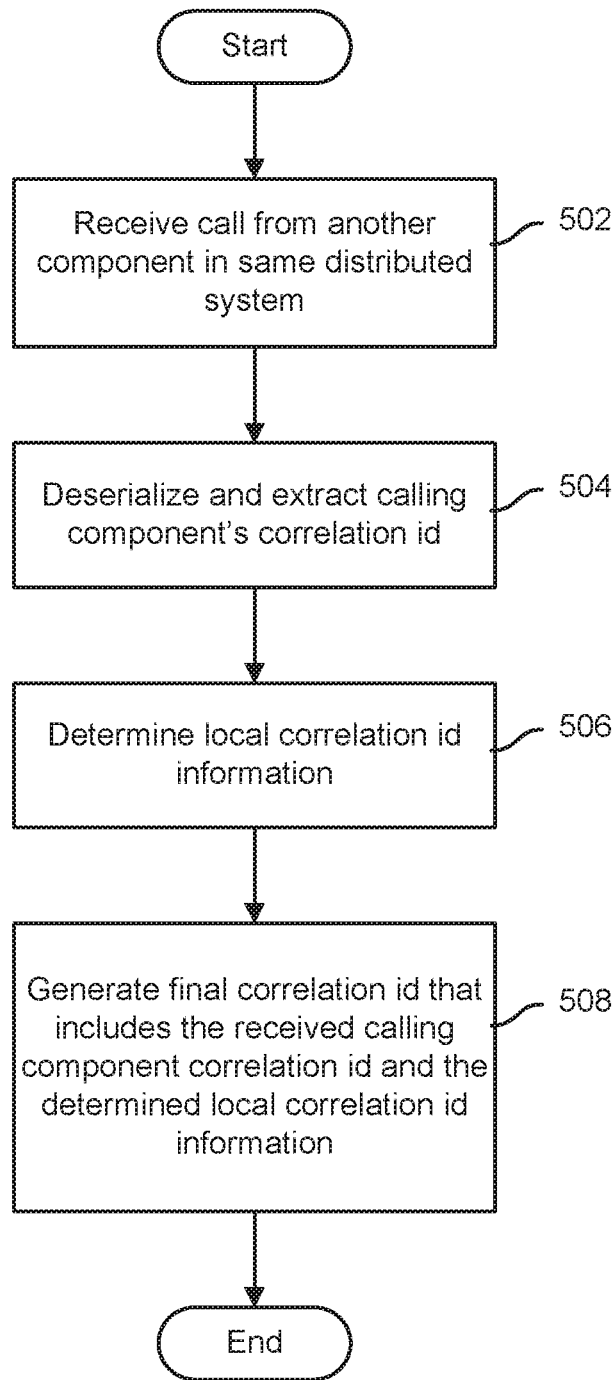 Start
Receive call from another
component in same distributed
system
502
Deserialize and extract calling
component's correlation id
504
Determine local correlation id
information
506
Generate final correlation id that
includes the received calling
component correlation id and the
determined local correlation id
information
508
End